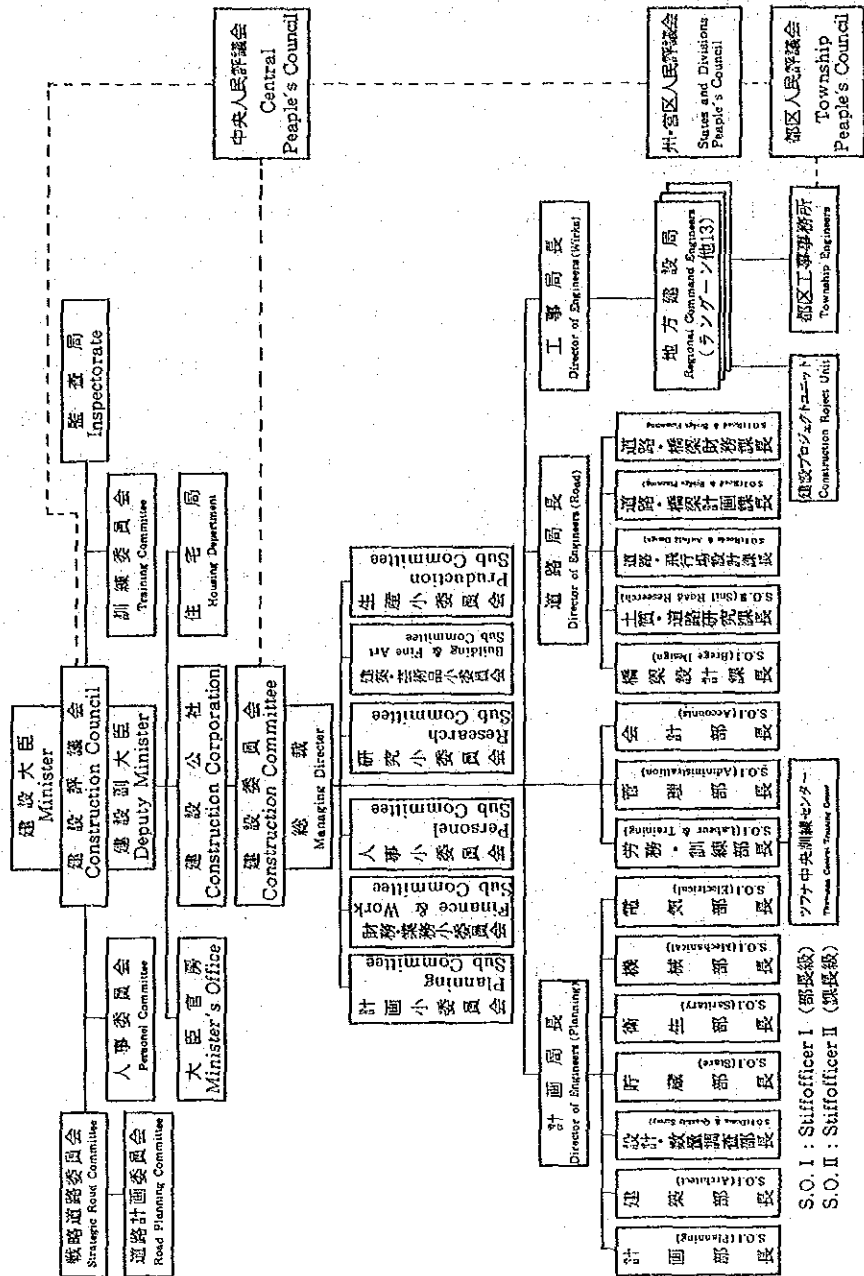 建設大臣
Minister
建設評議会
Construction Council
建設副大臣
Deputy Minister
監査局
Inspectorate
中央人民評議会
Central
Peaple's Council
戦略道路委員会
Strategic Road Committee
道路計画委員会
Road Planning Committee
人事委員会
Personel Committee
訓練委員会
Training Committee
大臣官房
Minister's Office
住宅局
Housing Department
建設公社
Construction Corporation
建設委員会
Construction Committee
総裁
Managing Director
計画小委員会
Planning
Sub Committee
財務・業務小委員会
Finance & Work
Sub Committee
人事小委員会
Personel
Sub Committee
研究小委員会
Research
Sub Committee
建築・芸術品小委員会
Building & Fine Art
Sub Committee
生産小委員会
Pruduction
Sub Committee
計画局長
Director of Engineers (Planning)
道路局長
Director of Engineers (Road)
工事局長
Director of Engineers (Wirks)
州・管区人民評議会
States and Divisions
Peaple's Council
地方建設局
Regional Command Engineers
(ラングーン他13)
都区人民評議会
Township
Peaple's Council
都区工事事務所
Township Engineers
建設プロジェクトユニット
Construction Roject Unit
計画部長
S.O.I (Planning)
建築部長
S.O.I (Architect)
設計・数量調査部長
貯蔵部長
S.O.I (Stare)
衛生部長
S.O.I (Sanitary)
機械部長
S.O.I (Mechanical)
電気部長
S.O.I (Electrical)
労務・訓練部長
S.O.I (Labour & Training)
管理部長
S.O.I (Administration)
会計部長
S.O.I (Accounts)
橋梁設計課長
S.O.I (Brege Design)
土質・道路研究課長
S.O.II (Soil Road Research)
道路・飛行場設計課長
道路・橋梁計画課長
道路・橋梁財務課長
ツワナ中央訓練センター
S.O. I : Stiffofficer I (部長級)
S.O. II : Stiffofficer II (課長級)